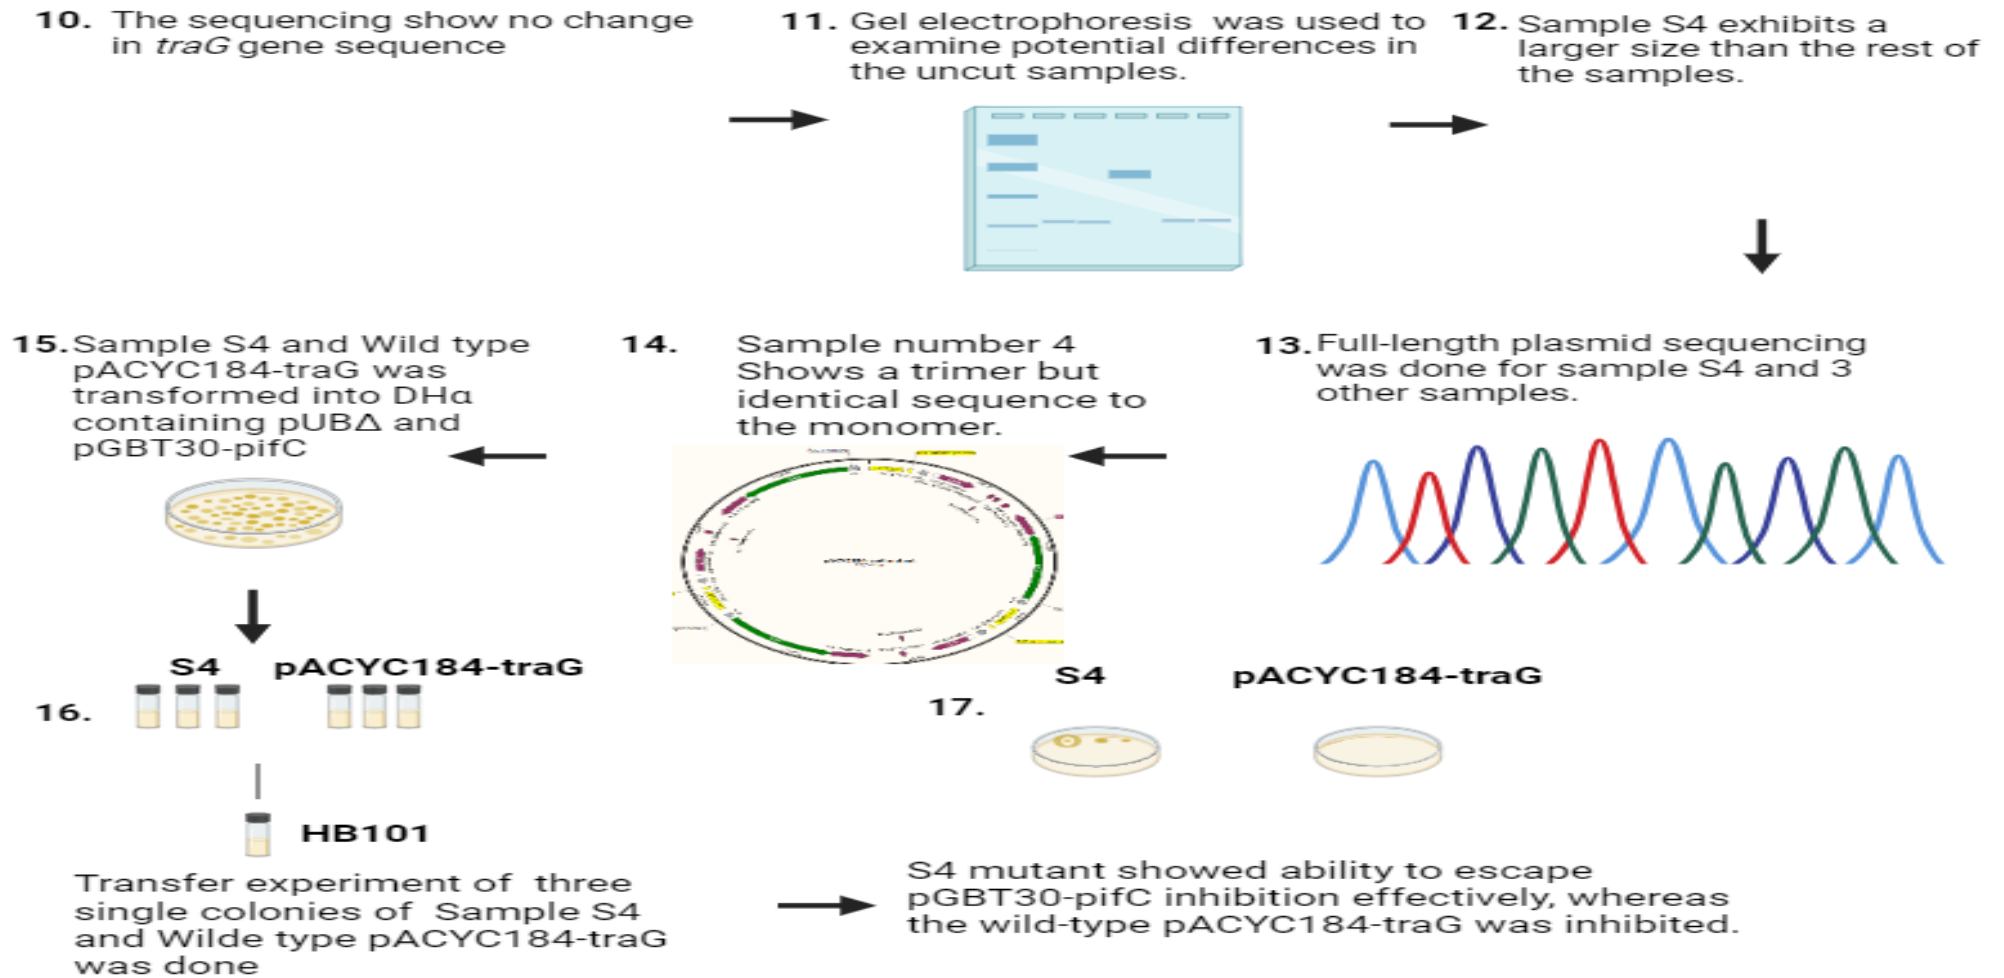 10. The sequencing show no change
in traG gene sequence
11. Gel electrophoresis was used to
examine potential differences in
the uncut samples.
12. Sample S4 exhibits a
larger size than the rest of
the samples.
15. Sample S4 and Wild type
pACYC184-traG was
transformed into DHα
containing pUBΔ and
pGBT30-pifC
14. Sample number 4
Shows a trimer but
identical sequence to
the monomer.
13. Full-length plasmid sequencing
was done for sample S4 and 3
other samples.
S4 pACYC184-traG
16.
HB101
Transfer experiment of three
single colonies of Sample S4
and Wilde type pACYC184-traG
was done
S4 pACYC184-traG
17.
S4 mutant showed ability to escape
pGBT30-pifC inhibition effectively, whereas
the wild-type pACYC184-traG was inhibited.